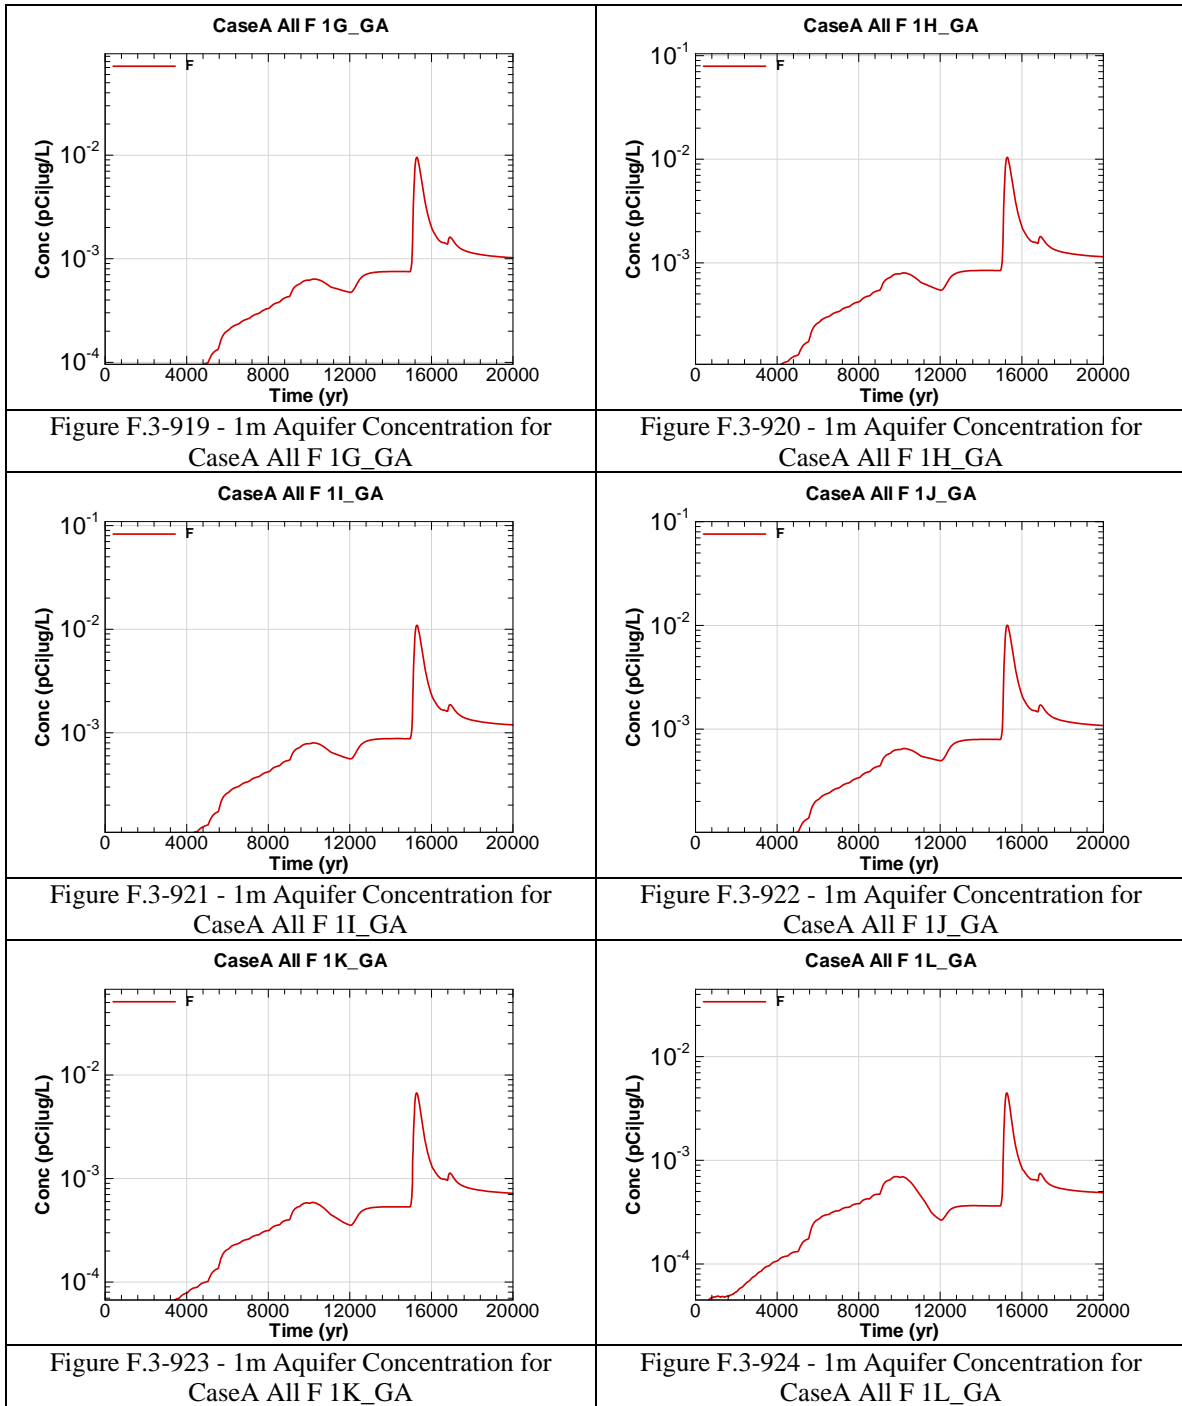 CaseA All F 1G_GA
F
10-2
10-3
10-4
Conc (pCi|ug/L)
0 4000 8000 12000 16000 20000
Time (yr)
Figure F.3-919 - 1m Aquifer Concentration for
CaseA All F 1G_GA
CaseA All F 1H_GA
10-1
F
10-2
10-3
Conc (pCi|ug/L)
0 4000 8000 12000 16000 20000
Time (yr)
Figure F.3-920 - 1m Aquifer Concentration for
CaseA All F 1H_GA
CaseA All F 1I_GA
10-1
F
10-2
10-3
Conc (pCi|ug/L)
0 4000 8000 12000 16000 20000
Time (yr)
Figure F.3-921 - 1m Aquifer Concentration for
CaseA All F 1I_GA
CaseA All F 1J_GA
10-1
F
10-2
10-3
Conc (pCi|ug/L)
0 4000 8000 12000 16000 20000
Time (yr)
Figure F.3-922 - 1m Aquifer Concentration for
CaseA All F 1J_GA
CaseA All F 1K_GA
F
10-2
10-3
10-4
Conc (pCi|ug/L)
0 4000 8000 12000 16000 20000
Time (yr)
Figure F.3-923 - 1m Aquifer Concentration for
CaseA All F 1K_GA
CaseA All F 1L_GA
F
10-2
10-3
10-4
Conc (pCi|ug/L)
0 4000 8000 12000 16000 20000
Time (yr)
Figure F.3-924 - 1m Aquifer Concentration for
CaseA All F 1L_GA